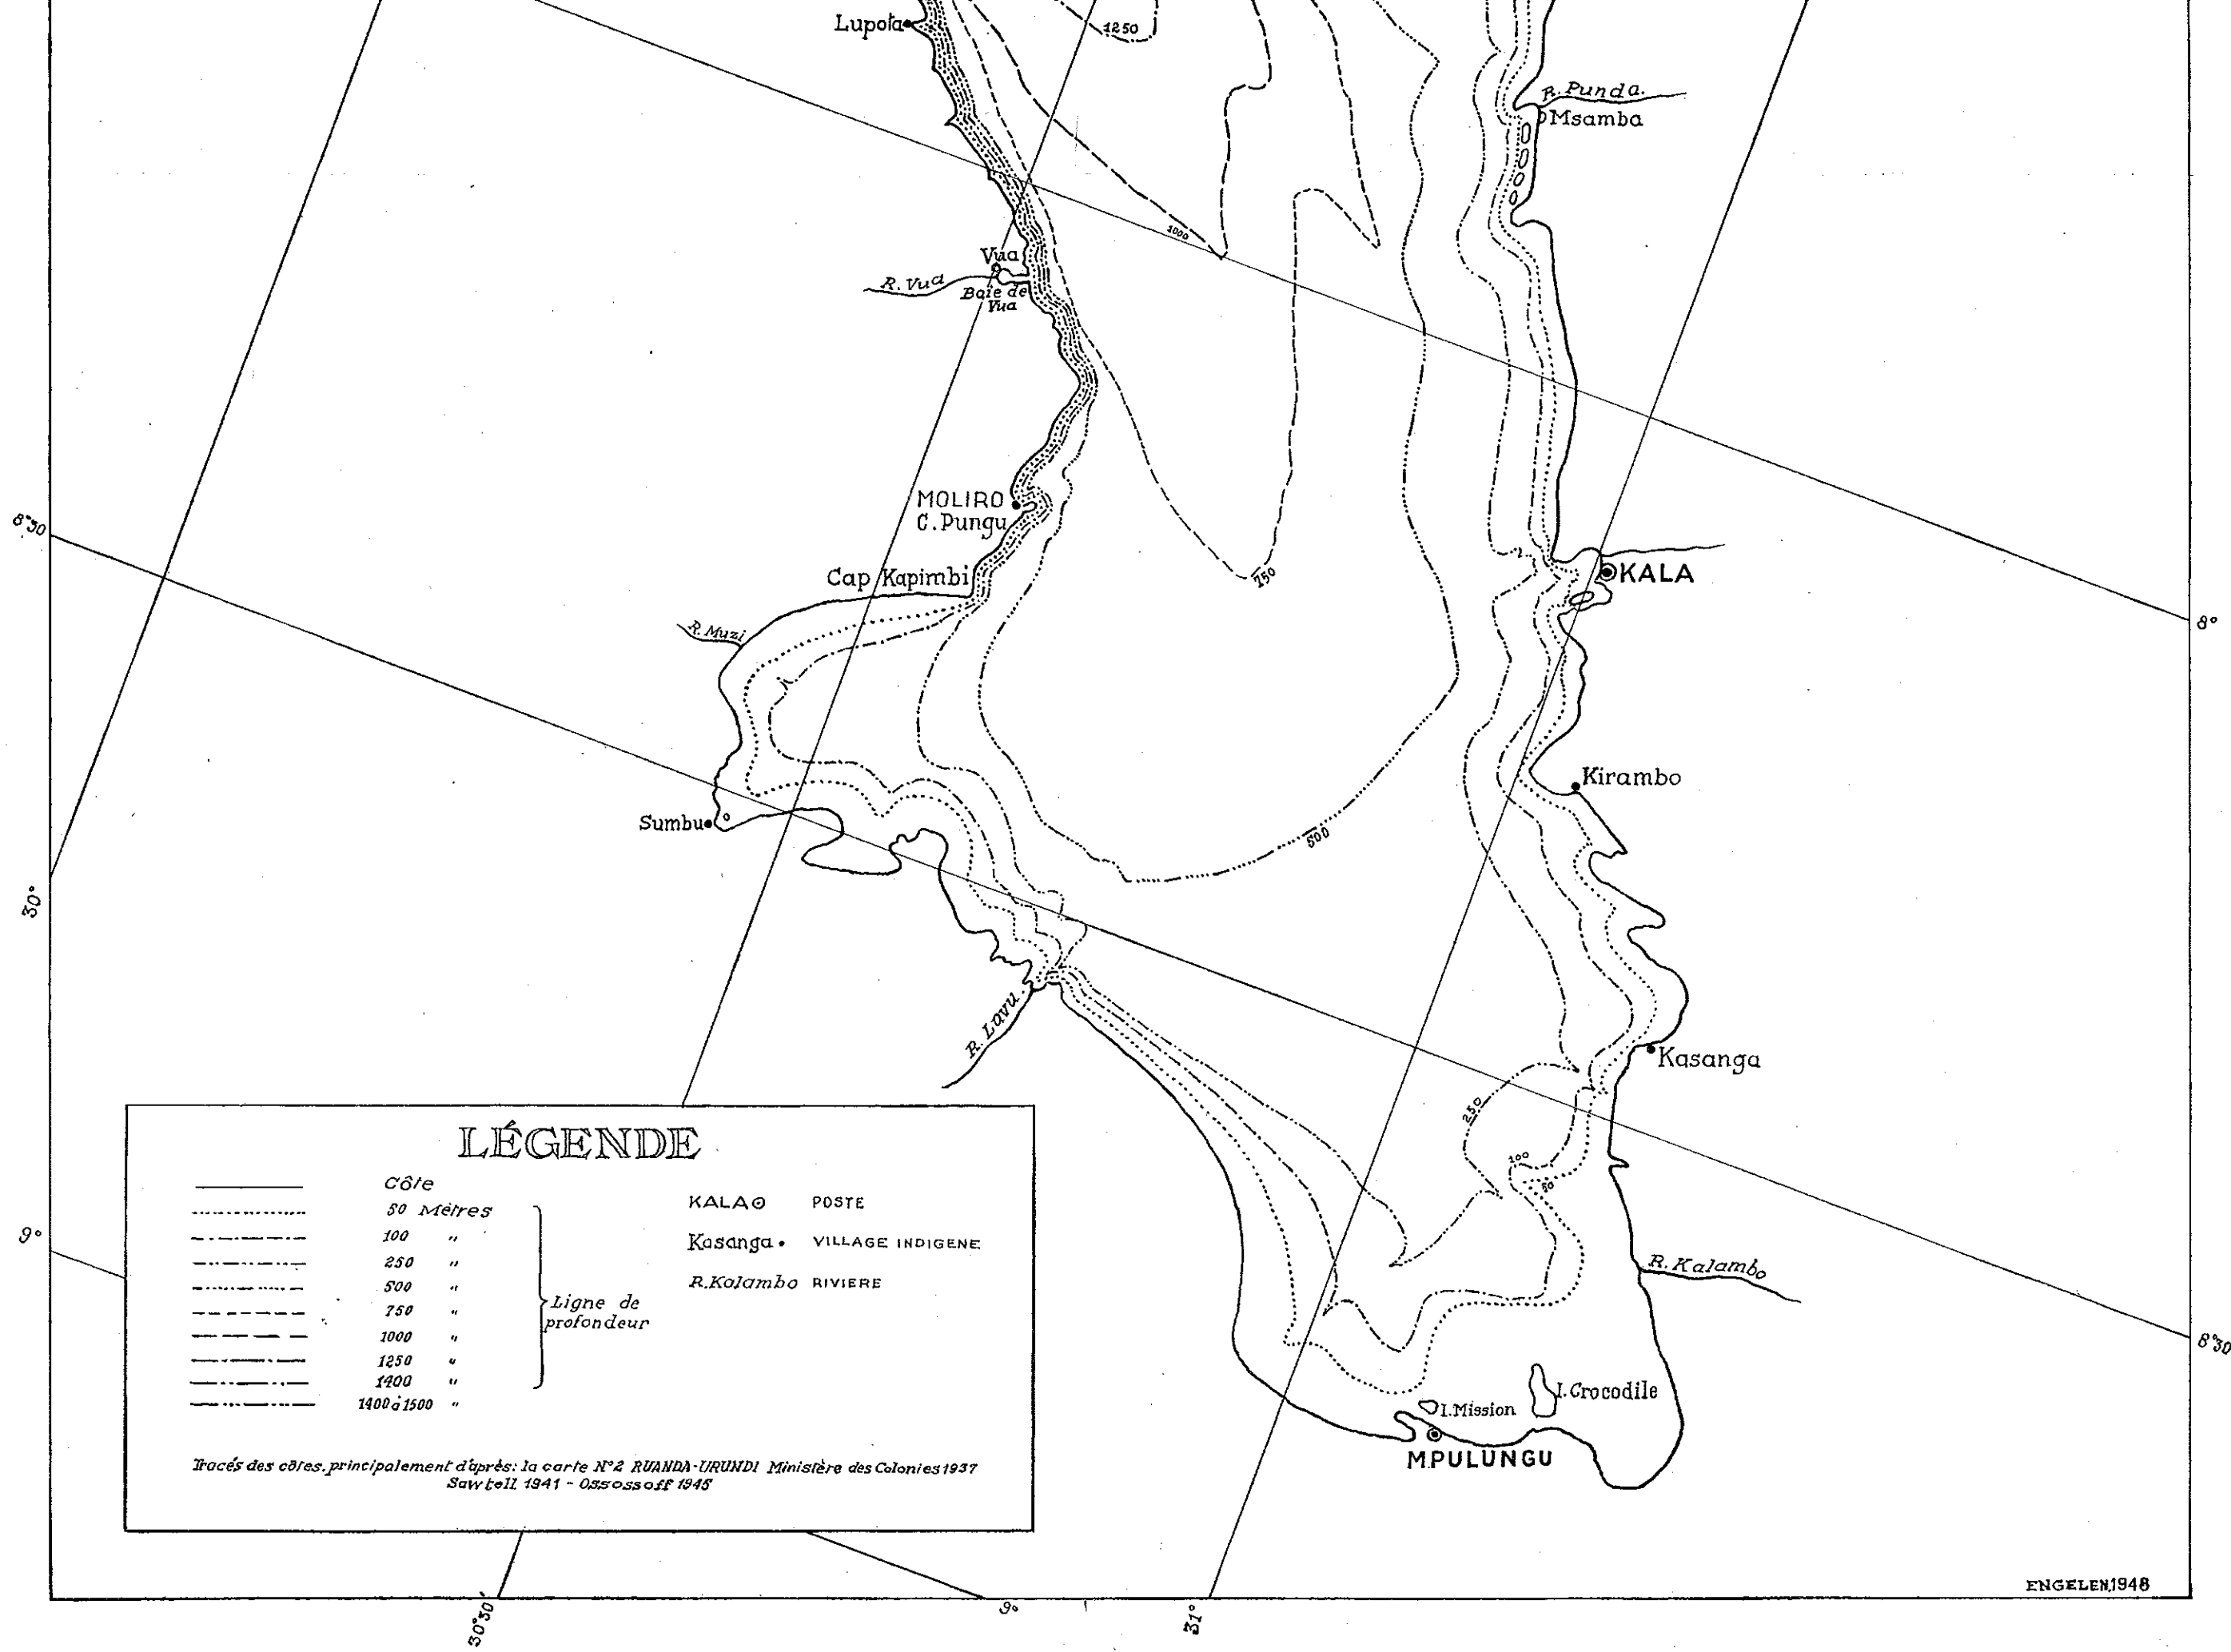 Lupota
1250
R. Punda.
Msamba
1000
Vua
R. Vua
Baie de
Vua
MOLIRO
C. Pungu
8°30
Cap Kapimbi
750
KALA
8°
R. Muzi
Kirambo
Sumbu
500
30°
R. Lavu.
Kasanga
250
100
50
9°
R. Kalambo
8°30
I. Crocodile
I. Mission
MPULUNGU
LÉGENDE
Côte
50 Mètres
100 "
250 "
500 "
750 "
1000 "
1250 "
1400 "
1400 à 1500 "
Ligne de
profondeur
KALA POSTE
Kasanga • VILLAGE INDIGENE
R. Kalambo RIVIERE
Tracés des côtes, principalement d'après: la carte N°2 RUANDA-URUNDI Ministère des Colonies 1937
Sawtell 1941 - Ossossoff 1945
ENGELEN, 1948
30°30'
9°
31°